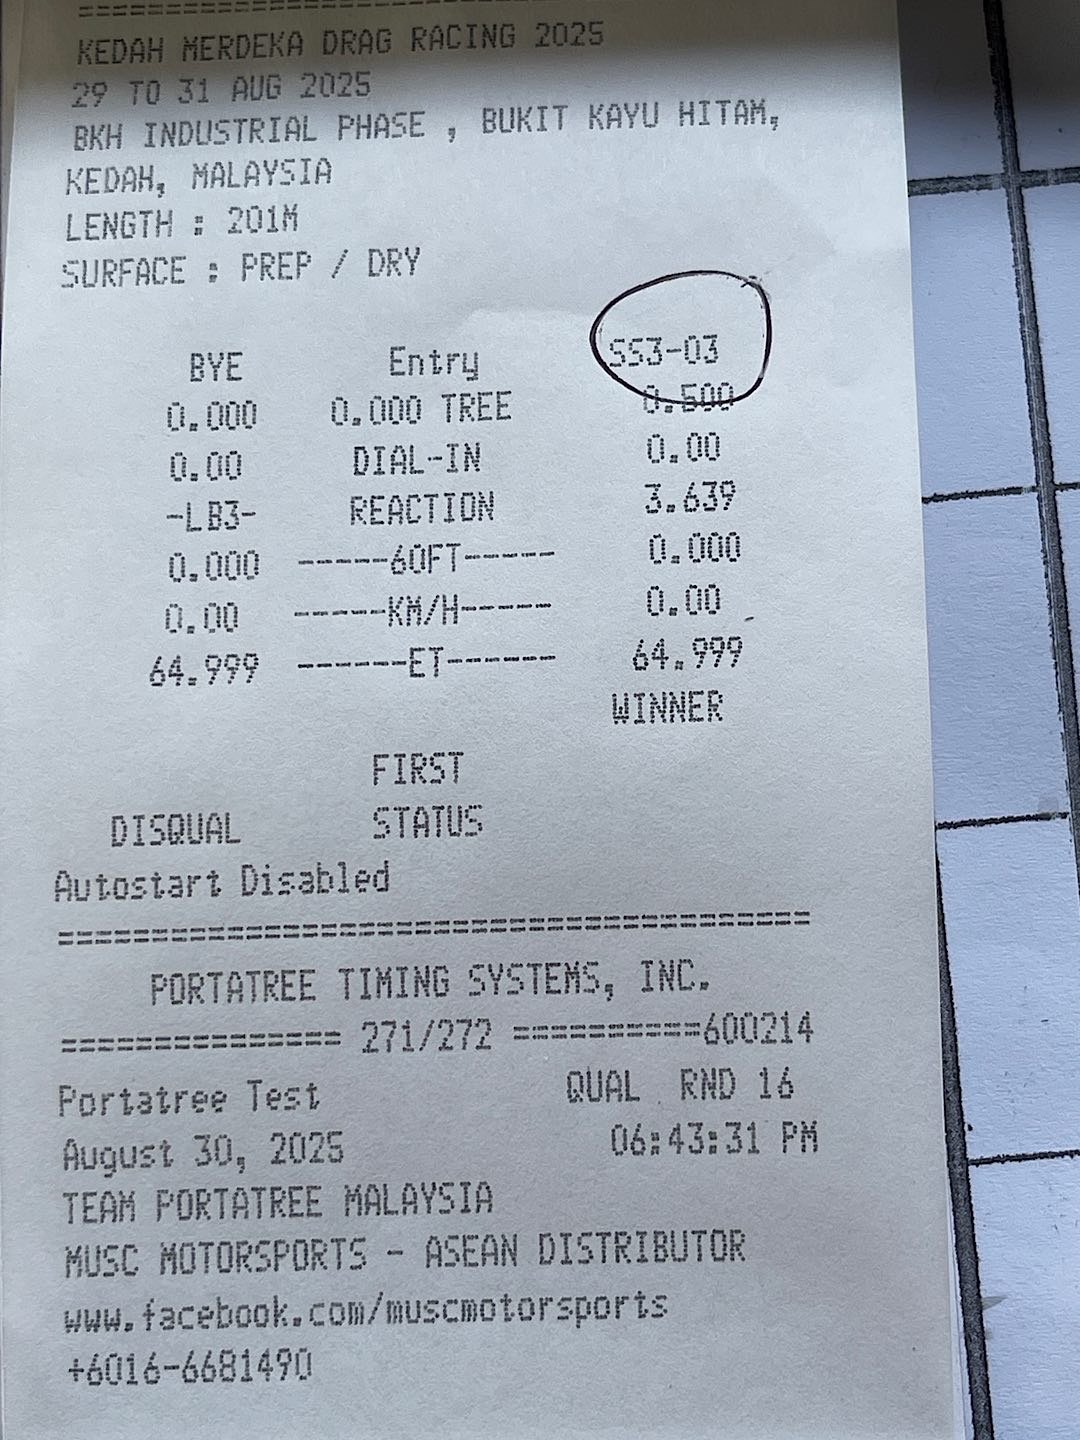 =======================================
KEDAH MERDEKA DRAG RACING 2025
29 TO 31 AUG 2025
BKH INDUSTRIAL PHASE , BUKIT KAYU HITAM,
KEDAH, MALAYSIA
LENGTH : 201M
SURFACE : PREP / DRY
BYE Entry SS3-03
0.000 0.000 TREE 0.500
0.00 DIAL-IN 0.00
-LB3- REACTION 3.639
0.000 -----60FT----- 0.000
0.00 -----KM/H----- 0.00
64.999 ------ET------ 64.999
WINNER
FIRST
DISQUAL STATUS
Autostart Disabled
========================================
PORTATREE TIMING SYSTEMS, INC.
=============== 271/272 ==========600214
Portatree Test QUAL RND 16
August 30, 2025 06:43:31 PM
TEAM PORTATREE MALAYSIA
MUSC MOTORSPORTS - ASEAN DISTRIBUTOR
www.facebook.com/muscmotorsports
+6016-6681490